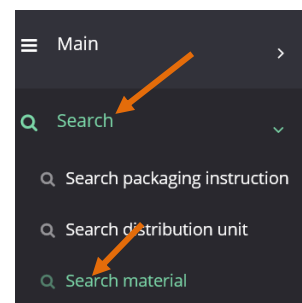 Main
Search
Search packaging instruction
Search distribution unit
Search material